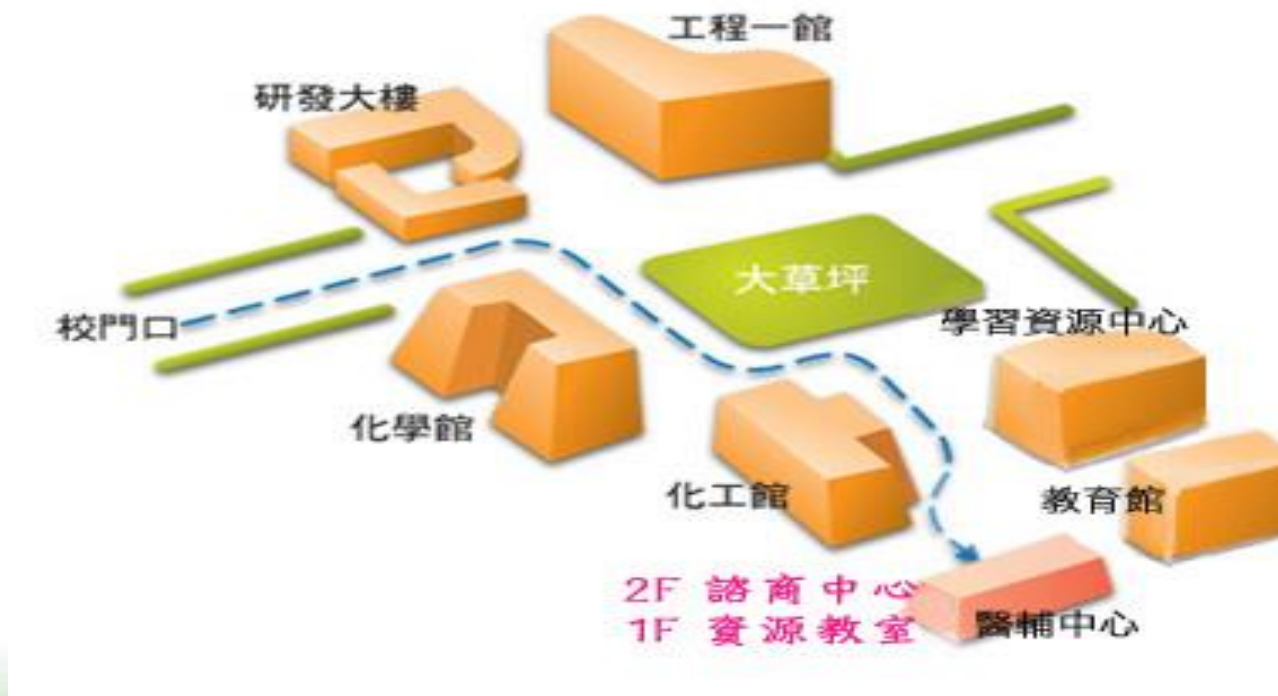 工程一館
研發大樓
大草坪
校門口
學習資源中心
化學館
化工館
教育館
2F 諮商中心
1F 資源教室
醫輔中心